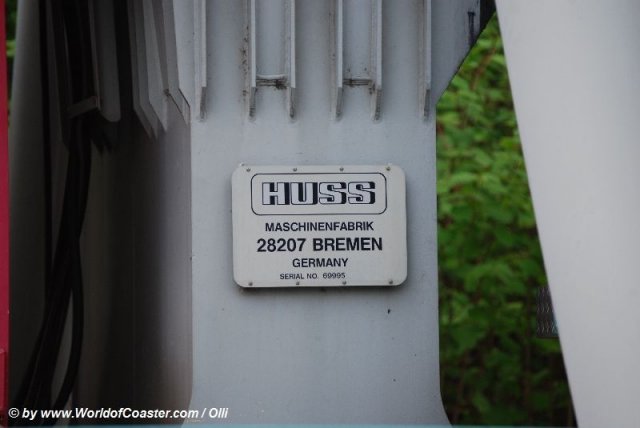 HUSS
MASCHINENFABRIK
28207 BREMEN
GERMANY
SERIAL NO. 69995
© by www.WorldofCoaster.com / Olli